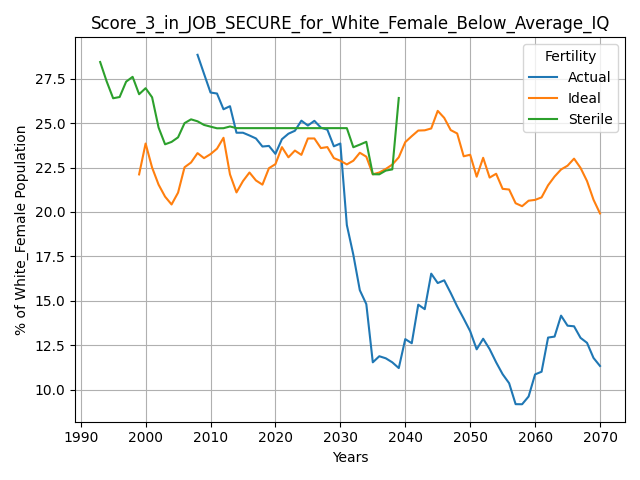 Score_3_in_JOB_SECURE_for_White_Female_Below_Average_IQ
Fertility
Actual
Ideal
Sterile
% of White_Female Population
27.5
25.0
22.5
20.0
17.5
15.0
12.5
10.0
1990 2000 2010 2020 2030 2040 2050 2060 2070
Years